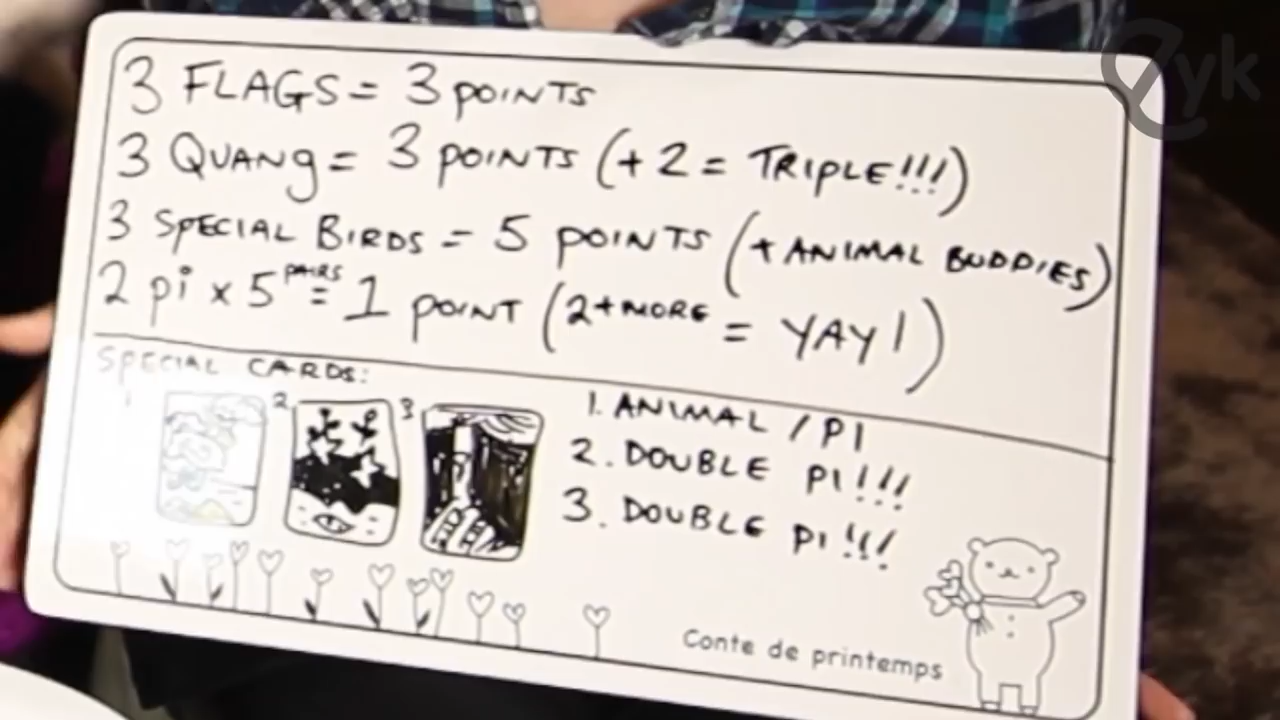 3 FLAGS = 3 POINTS
3 QUANG = 3 POINTS (+2 = TRIPLE!!!)
3 SPECIAL BIRDS = 5 POINTS (+ ANIMAL BUDDIES)
2 pi x 5 PAIRS = 1 POINT (2 + MORE = YAY!)
SPECIAL CARDS:
1 2 3
1. ANIMAL / PI
2. DOUBLE PI!!!
3. DOUBLE PI!!!
Conte de printemps
eyk